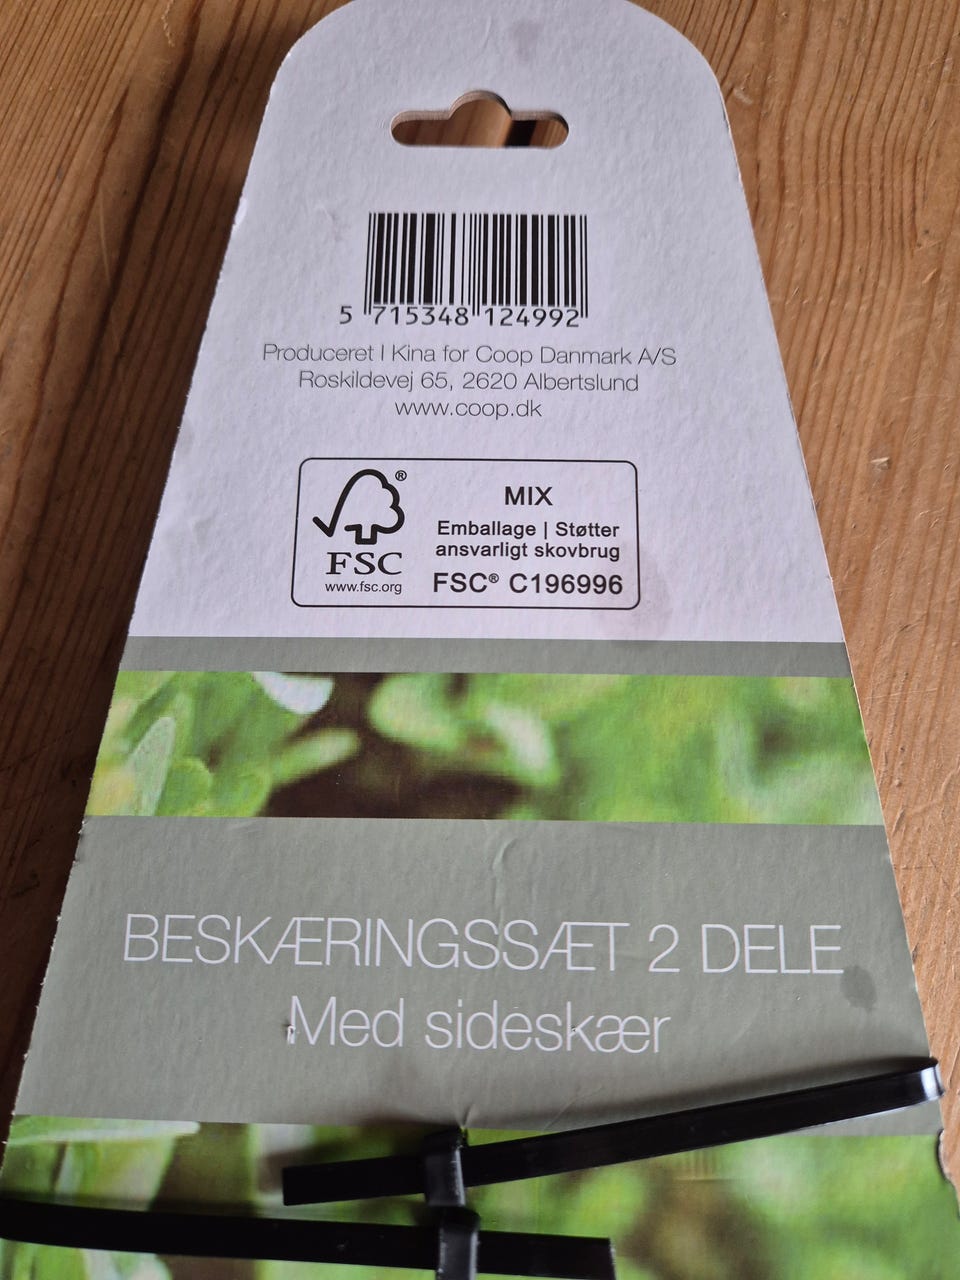 5 715348 124992
Produceret I Kina for Coop Danmark A/S
Roskildevej 65, 2620 Albertslund
www.coop.dk
®
FSC
www.fsc.org
MIX
Emballage | Støtter
ansvarligt skovbrug
FSC® C196996
BESKÆRINGSSÆT 2 DELE
Med sideskær